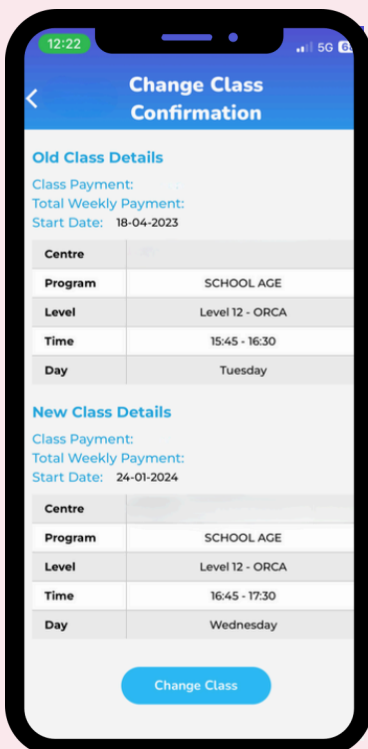 12:22
5G
Change Class
Confirmation
Old Class Details
Class Payment:
Total Weekly Payment:
Start Date: 18-04-2023
Centre
Program SCHOOL AGE
Level Level 12 - ORCA
Time 15:45 - 16:30
Day Tuesday
New Class Details
Class Payment:
Total Weekly Payment:
Start Date: 24-01-2024
Centre
Program SCHOOL AGE
Level Level 12 - ORCA
Time 16:45 - 17:30
Day Wednesday
Change Class